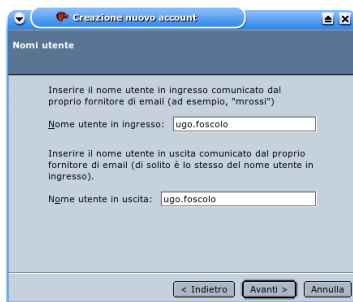 Creazione nuovo account
Nomi utente
Inserire il nome utente in ingresso comunicato dal
proprio fornitore di email (ad esempio, "mrossi")
Nome utente in ingresso: ugo.foscolo
Inserire il nome utente in uscita comunicato dal proprio
fornitore di email (di solito è lo stesso del nome utente in
ingresso).
Nome utente in uscita: ugo.foscolo
< Indietro Avanti > Annulla